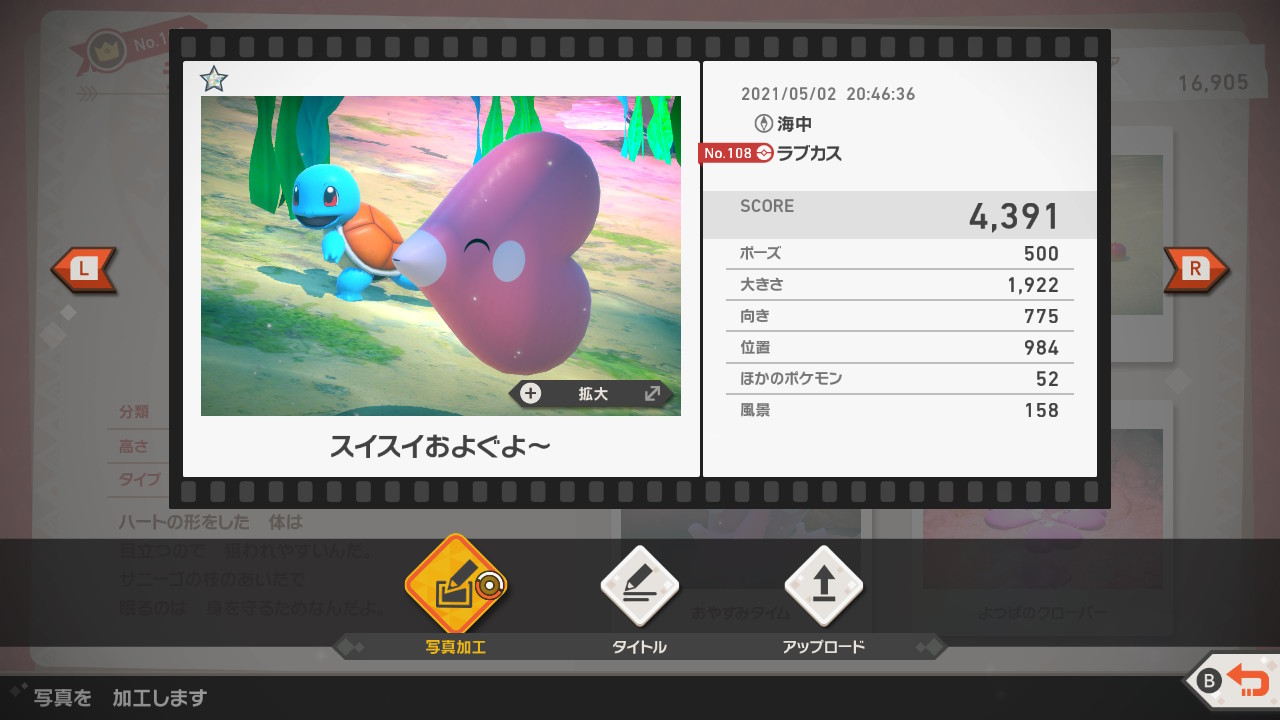 No.1
16,905
2021/05/02 20:46:36
海中
No.108 ラブカス
SCORE 4,391
ポーズ 500
大きさ 1,922
向き 775
位置 984
ほかのポケモン 52
風景 158
L
R
+ 拡大
スイスイおよぐよ～
分類
高さ
タイプ
ハートの形をした 体は
目立つので 狙われやすいんだ。
サニーゴの枝のあいだで
眠るのは 身を守るためなんだよ。
おやすみタイム
よつばのクローバー
写真加工
タイトル
アップロード
写真を 加工します
B